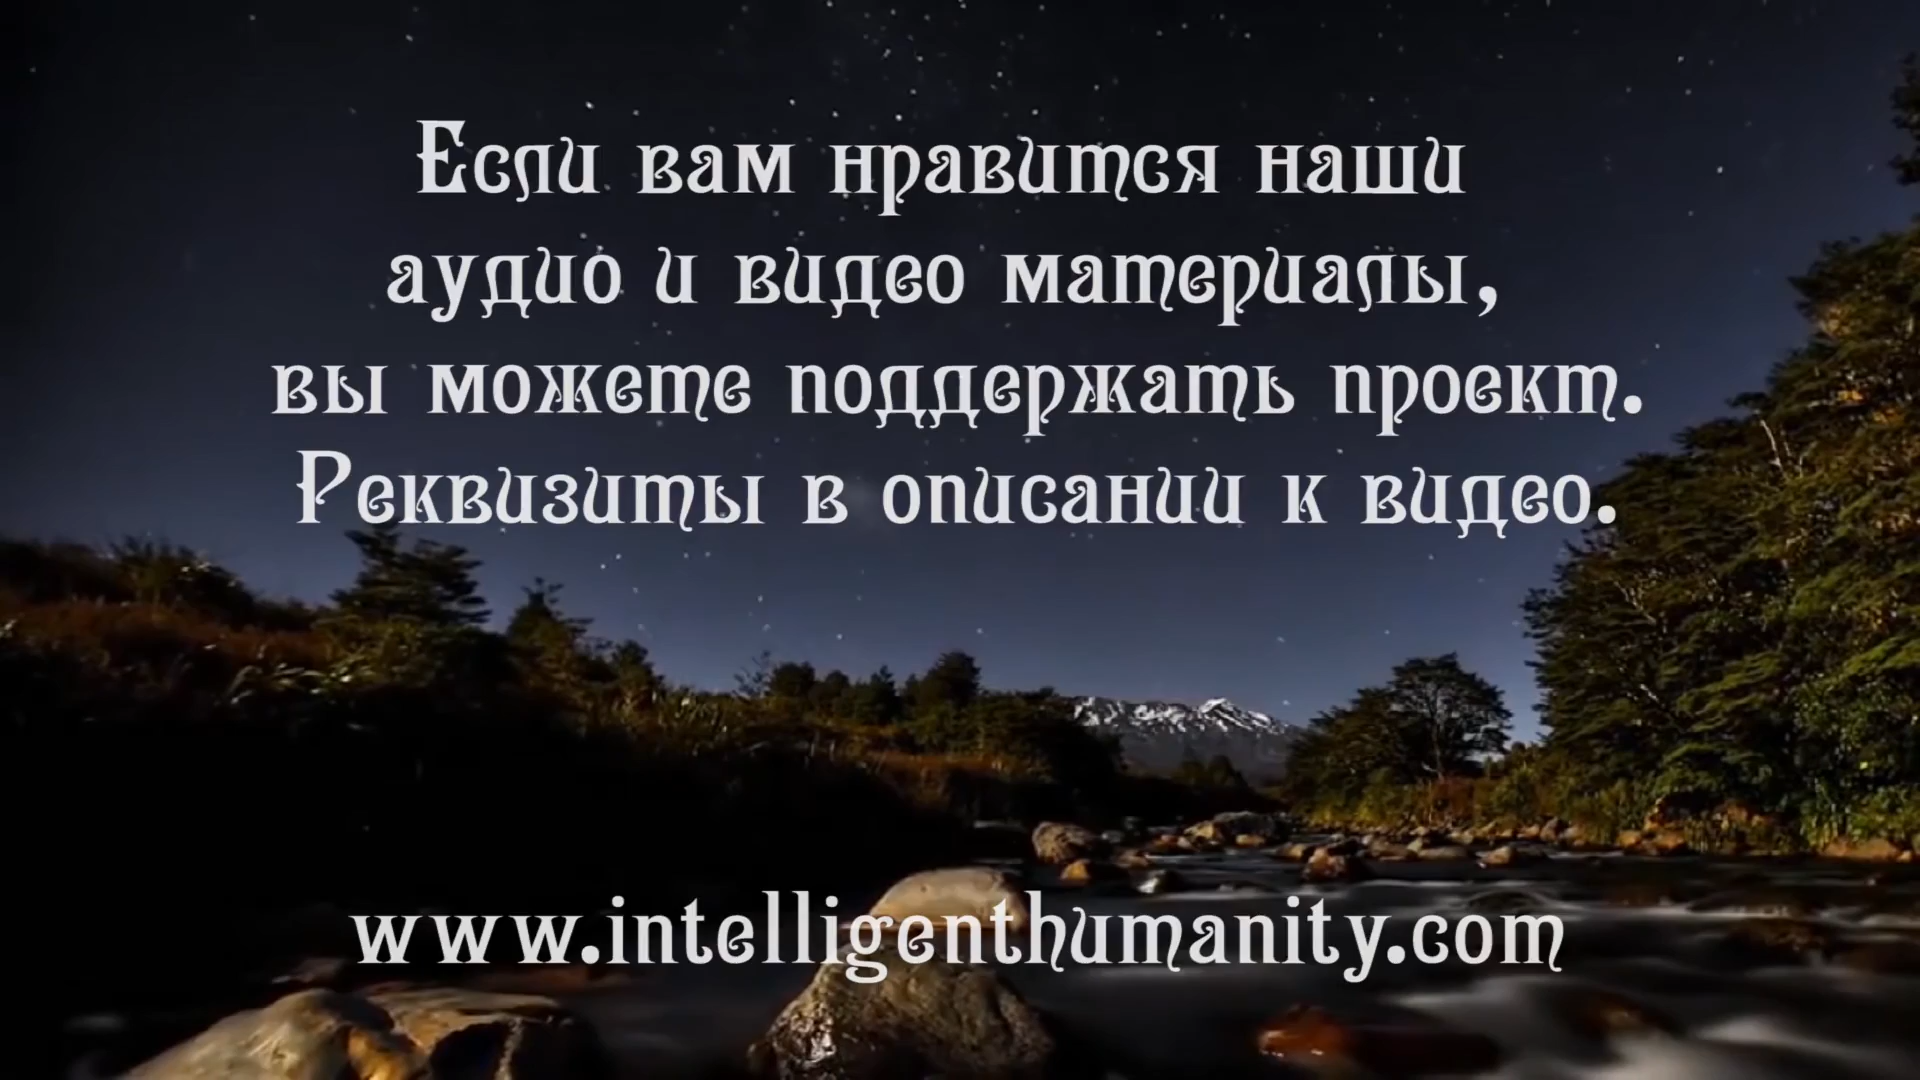 Если вам нравится наши
аудио и видео материалы,
вы можете поддержать проект.
Реквизиты в описании к видео.
www.intelligenthumanity.com